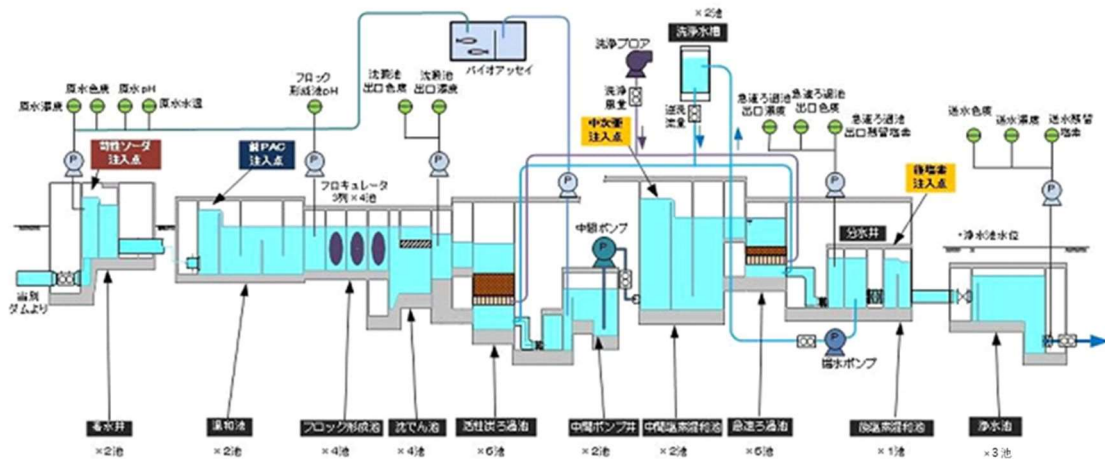 ×2池
洗浄水槽
洗浄ブロア
バイオアッセイ
原水濁度
原水色度
原水pH
原水水温
フロック
形成池pH
沈澱池
出口色度
沈澱池
出口濁度
洗浄
風量
逆洗
流量
急速ろ過池
出口濁度
急速ろ過池
出口色度
急速ろ過池
出口残留塩素
送水色度
送水濁度
送水残留
塩素
P
P
P
P
P
P
苛性ソーダ
注入点
前PAC
注入点
フロキュレータ
3列×4池
中次亜
注入点
後塩素
注入点
中間ポンプ
P
分水井
浄水池水位
当別
ダムより
P
揚水ポンプ
着水井
混和池
フロック形成池
沈でん池
活性炭ろ過池
中間ポンプ井
中間塩素混和池
急速ろ過池
後塩素混和池
浄水池
×2池
×2池
×4池
×4池
×6池
×2池
×2池
×6池
×1池
×3池